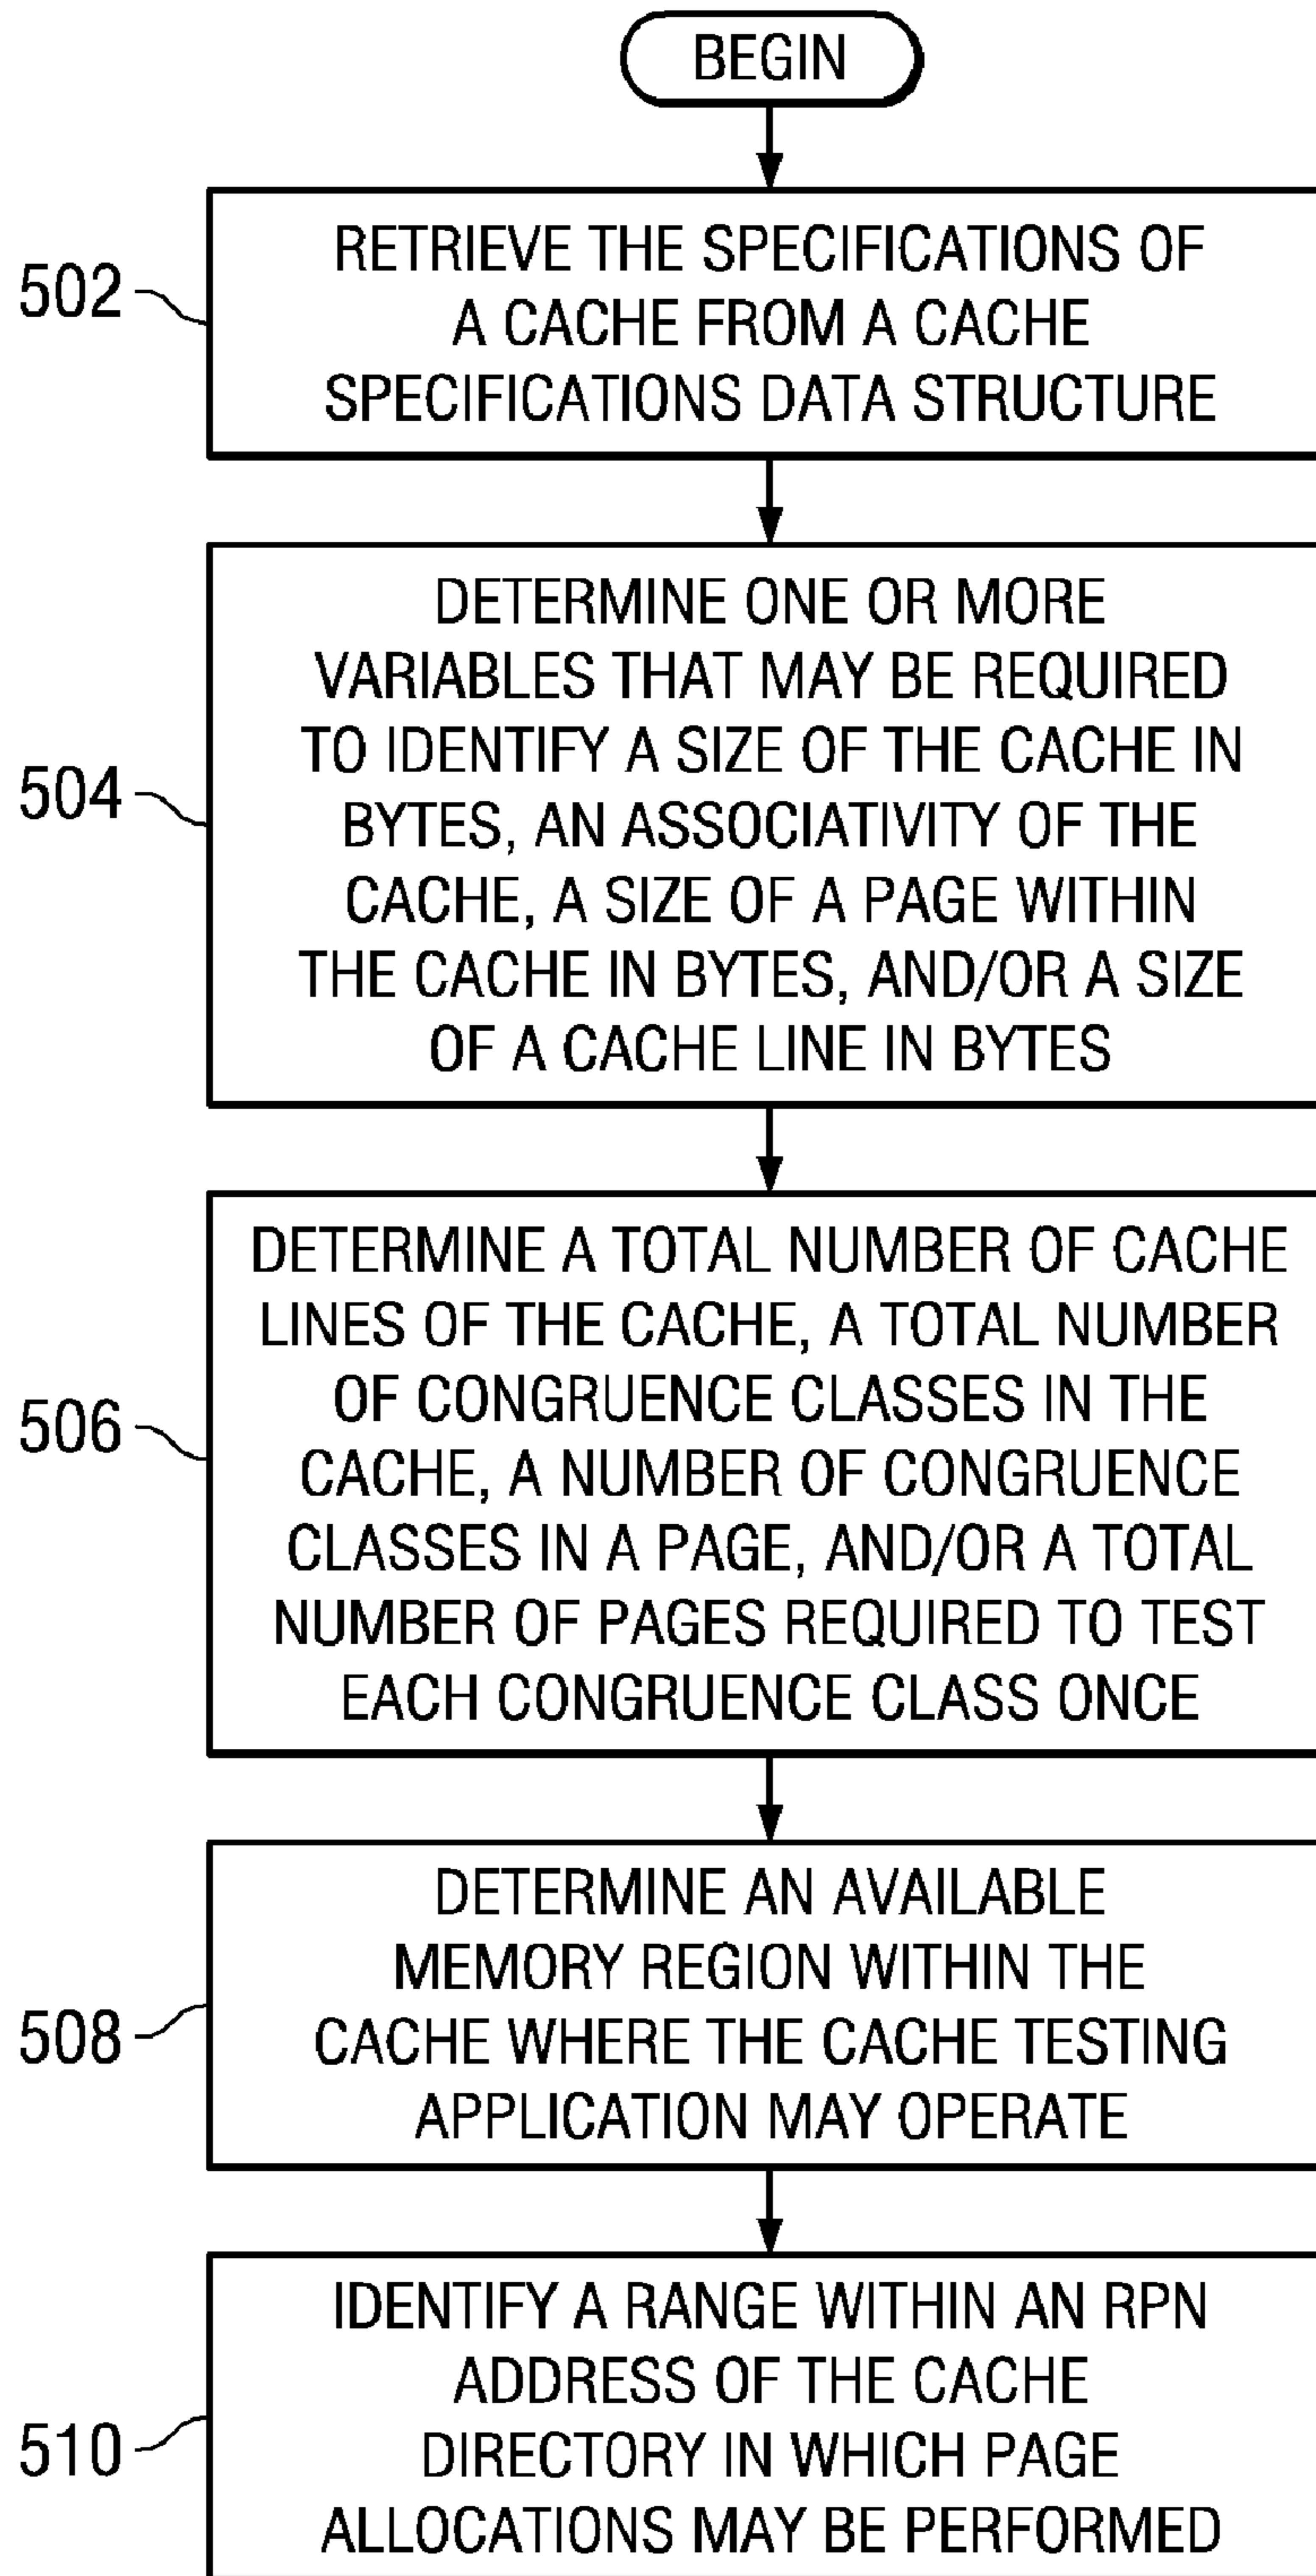 BEGIN
502
RETRIEVE THE SPECIFICATIONS OF
A CACHE FROM A CACHE
SPECIFICATIONS DATA STRUCTURE
504
DETERMINE ONE OR MORE
VARIABLES THAT MAY BE REQUIRED
TO IDENTIFY A SIZE OF THE CACHE IN
BYTES, AN ASSOCIATIVITY OF THE
CACHE, A SIZE OF A PAGE WITHIN
THE CACHE IN BYTES, AND/OR A SIZE
OF A CACHE LINE IN BYTES
506
DETERMINE A TOTAL NUMBER OF CACHE
LINES OF THE CACHE, A TOTAL NUMBER
OF CONGRUENCE CLASSES IN THE
CACHE, A NUMBER OF CONGRUENCE
CLASSES IN A PAGE, AND/OR A TOTAL
NUMBER OF PAGES REQUIRED TO TEST
EACH CONGRUENCE CLASS ONCE
508
DETERMINE AN AVAILABLE
MEMORY REGION WITHIN THE
CACHE WHERE THE CACHE TESTING
APPLICATION MAY OPERATE
510
IDENTIFY A RANGE WITHIN AN RPN
ADDRESS OF THE CACHE
DIRECTORY IN WHICH PAGE
ALLOCATIONS MAY BE PERFORMED